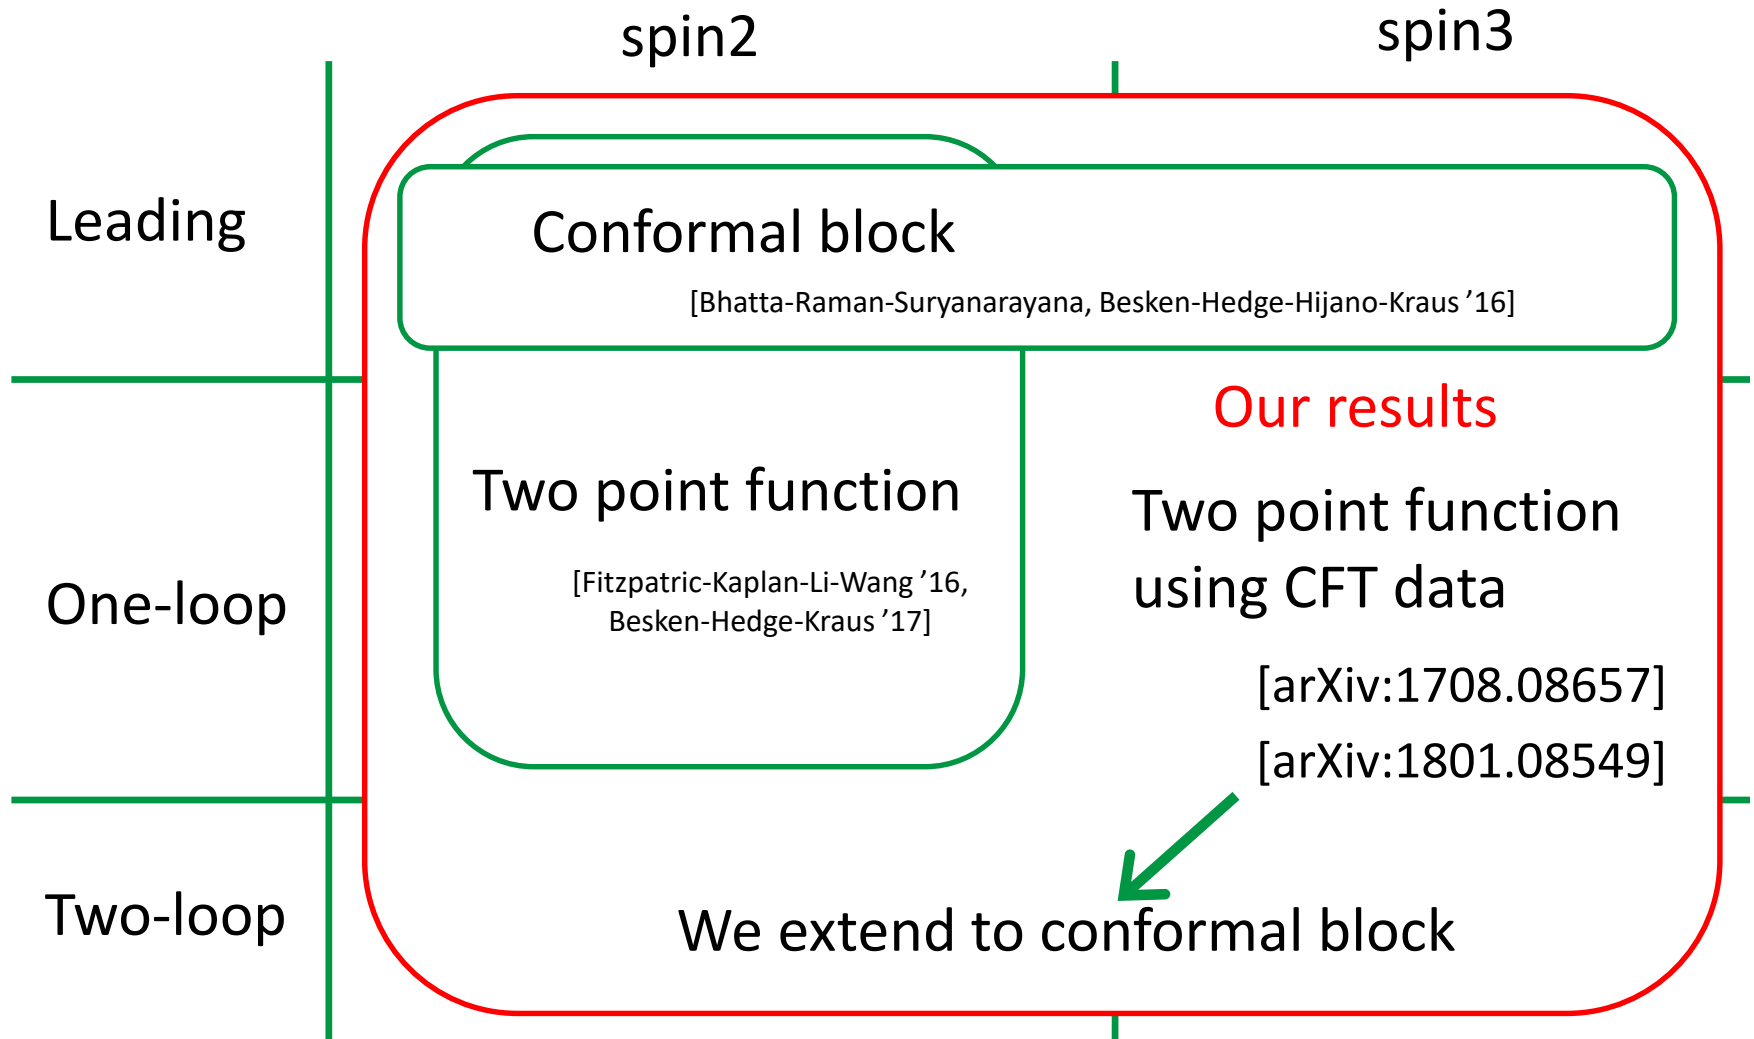 spin2
spin3
Leading
Conformal block
[Bhatta-Raman-Suryanarayana, Besken-Hedge-Hijano-Kraus ’16]
Our results
One-loop
Two point function
[Fitzpatric-Kaplan-Li-Wang ’16,
Besken-Hedge-Kraus ’17]
Two point function
using CFT data
[arXiv:1708.08657]
[arXiv:1801.08549]
Two-loop
We extend to conformal block